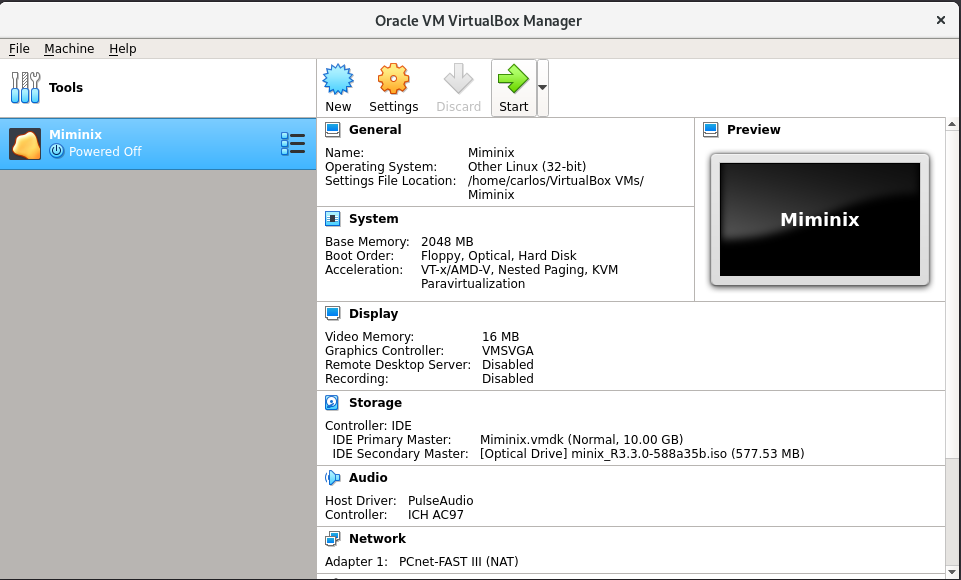 Oracle VM VirtualBox Manager
File Machine Help
Tools
New Settings Discard Start
Miminix
Powered Off
General
Name: Miminix
Operating System: Other Linux (32-bit)
Settings File Location: /home/carlos/VirtualBox VMs/
Miminix
Preview
Miminix
System
Base Memory: 2048 MB
Boot Order: Floppy, Optical, Hard Disk
Acceleration: VT-x/AMD-V, Nested Paging, KVM
Paravirtualization
Display
Video Memory: 16 MB
Graphics Controller: VMSVGA
Remote Desktop Server: Disabled
Recording: Disabled
Storage
Controller: IDE
IDE Primary Master: Miminix.vmdk (Normal, 10.00 GB)
IDE Secondary Master: [Optical Drive] minix_R3.3.0-588a35b.iso (577.53 MB)
Audio
Host Driver: PulseAudio
Controller: ICH AC97
Network
Adapter 1: PCnet-FAST III (NAT)